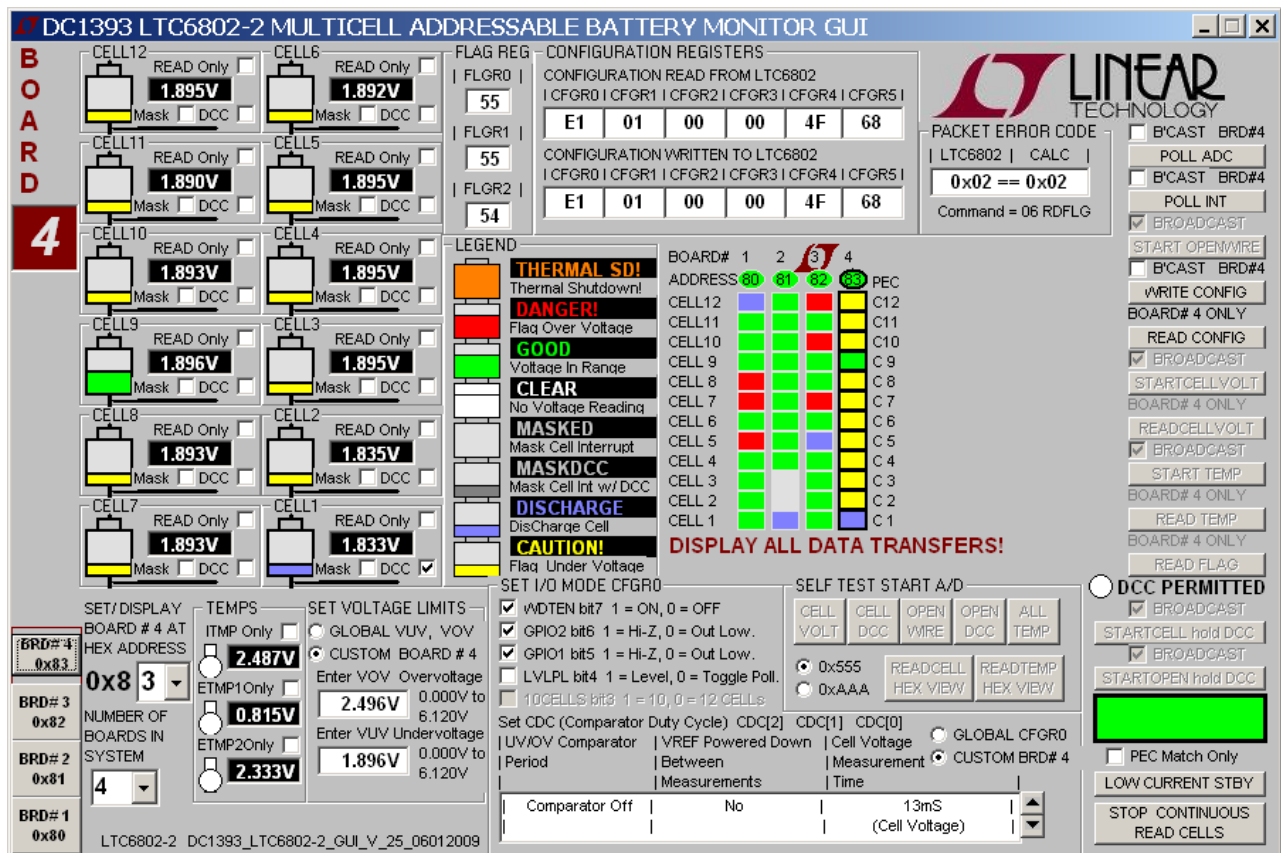 DC1393 LTC6802-2 MULTICELL ADDRESSABLE BATTERY MONITOR GUI
B
O
A
R
D
4
CELL12
READ Only
1.895V
Mask DCC
CELL6
READ Only
1.892V
Mask DCC
CELL11
READ Only
1.890V
Mask DCC
CELL5
READ Only
1.895V
Mask DCC
CELL10
READ Only
1.893V
Mask DCC
CELL4
READ Only
1.895V
Mask DCC
CELL9
READ Only
1.896V
Mask DCC
CELL3
READ Only
1.895V
Mask DCC
CELL8
READ Only
1.893V
Mask DCC
CELL2
READ Only
1.835V
Mask DCC
CELL7
READ Only
1.893V
Mask DCC
CELL1
READ Only
1.833V
Mask DCC
FLAG REG
| FLGR0 |
55
| FLGR1 |
55
| FLGR2 |
54
CONFIGURATION REGISTERS
CONFIGURATION READ FROM LTC6802
| CFGR0 | CFGR1 | CFGR2 | CFGR3 | CFGR4 | CFGR5 |
E1 01 00 00 4F 68
CONFIGURATION WRITTEN TO LTC6802
| CFGR0 | CFGR1 | CFGR2 | CFGR3 | CFGR4 | CFGR5 |
E1 01 00 00 4F 68
LINEAR
TECHNOLOGY
PACKET ERROR CODE
| LTC6802 | CALC |
0x02 == 0x02
Command = 06 RDFLG
LEGEND
THERMAL SD!
Thermal Shutdown!
DANGER!
Flag Over Voltage
GOOD
Voltage In Range
CLEAR
No Voltage Reading
MASKED
Mask Cell Interrupt
MASKDCC
Mask Cell Int w/ DCC
DISCHARGE
DisCharge Cell
CAUTION!
Flag Under Voltage
BOARD# 1 2 3 4
ADDRESS 80 81 82 83 PEC
CELL12 C12
CELL11 C11
CELL10 C10
CELL 9 C 9
CELL 8 C 8
CELL 7 C 7
CELL 6 C 6
CELL 5 C 5
CELL 4 C 4
CELL 3 C 3
CELL 2 C 2
CELL 1 C 1
DISPLAY ALL DATA TRANSFERS!
B'CAST BRD#4
POLL ADC
B'CAST BRD#4
POLL INT
BROADCAST
START OPENWIRE
B'CAST BRD#4
WRITE CONFIG
BOARD# 4 ONLY
READ CONFIG
BROADCAST
STARTCELLVOLT
BOARD# 4 ONLY
READCELLVOLT
BROADCAST
START TEMP
BOARD# 4 ONLY
READ TEMP
BOARD# 4 ONLY
READ FLAG
DCC PERMITTED
BROADCAST
STARTCELL hold DCC
BROADCAST
STARTOPEN hold DCC
PEC Match Only
LOW CURRENT STBY
STOP CONTINUOUS
READ CELLS
BRD# 4
0x83
BRD# 3
0x82
BRD# 2
0x81
BRD# 1
0x80
SET/ DISPLAY
BOARD # 4 AT
HEX ADDRESS
0x8 3
NUMBER OF
BOARDS IN
SYSTEM
4
TEMPS
ITMP Only
2.487V
ETMP1Only
0.815V
ETMP2Only
2.333V
SET VOLTAGE LIMITS
GLOBAL VUV, VOV
CUSTOM BOARD # 4
Enter VOV Overvoltage
2.496V 0.000V to
6.120V
Enter VUV Undervoltage
1.896V 0.000V to
6.120V
LTC6802-2 DC1393_LTC6802-2_GUI_V_25_06012009
SET I/O MODE CFGR0
WDTEN bit7 1 = ON, 0 = OFF
GPIO2 bit6 1 = Hi-Z, 0 = Out Low.
GPIO1 bit5 1 = Hi-Z, 0 = Out Low.
LVLPL bit4 1 = Level, 0 = Toggle Poll.
10CELLS bit3 1 = 10, 0 = 12 CELLs
SELF TEST START A/D
CELL VOLT
CELL DCC
OPEN WIRE
OPEN DCC
ALL TEMP
0x555
0xAAA
READCELL
HEX VIEW
READTEMP
HEX VIEW
Set CDC (Comparator Duty Cycle) CDC[2] CDC[1] CDC[0]
GLOBAL CFGR0
CUSTOM BRD# 4
| UV/OV Comparator | VREF Powered Down | Cell Voltage
| Period | Between | Measurement
| | Measurements | Time |
| Comparator Off | No | 13mS |
| | | (Cell Voltage) |